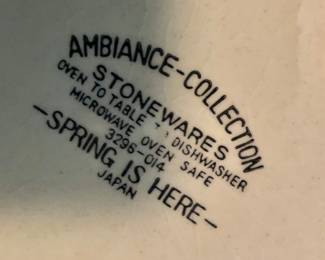 AMBIANCE-COLLECTION
STONEWARES
OVEN TO TABLE, DISHWASHER
MICROWAVE OVEN SAFE
3296-014
-SPRING IS HERE-
JAPAN